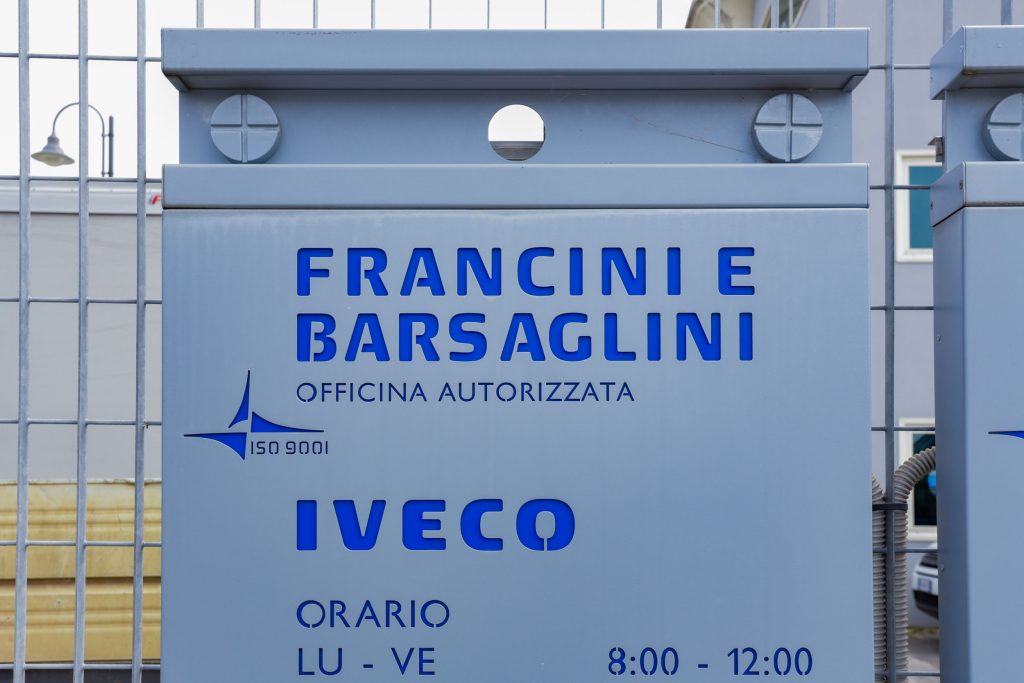 FRANCINI E
BARSAGLINI
OFFICINA AUTORIZZATA
ISO 9001
IVECO
ORARIO
LU - VE 8:00 - 12:00